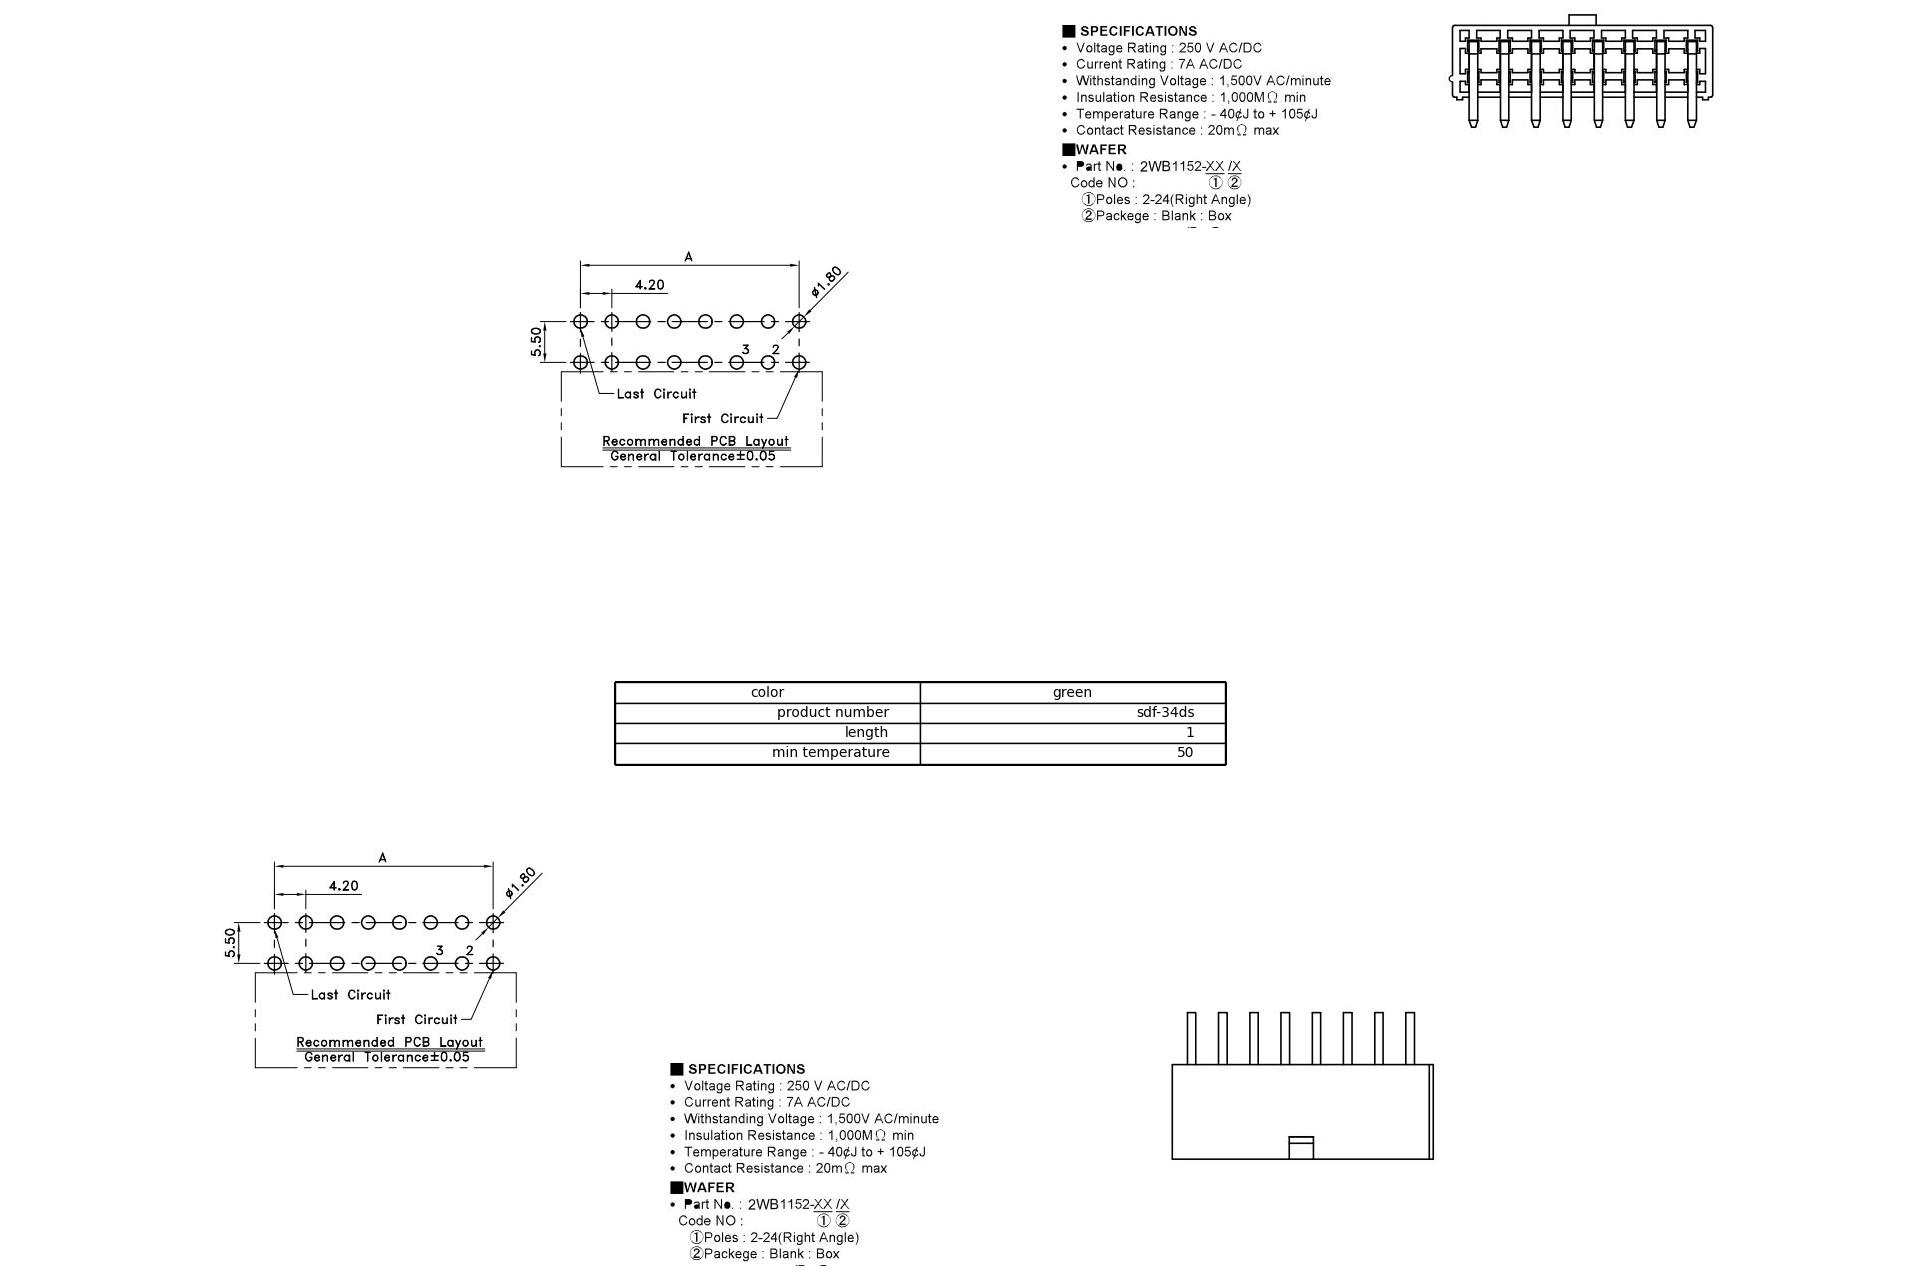 ■ SPECIFICATIONS
• Voltage Rating : 250 V AC/DC
• Current Rating : 7A AC/DC
• Withstanding Voltage : 1,500V AC/minute
• Insulation Resistance : 1,000MΩ min
• Temperature Range : - 40¢J to + 105¢J
• Contact Resistance : 20mΩ max
■WAFER
• Part No. : 2WB1152-XX /X
Code NO : ① ②
①Poles : 2-24(Right Angle)
②Packege : Blank : Box
A
4.20
ø1.80
5.50
3 2
Last Circuit
First Circuit
Recommended PCB Layout
General Tolerance±0.05
color green
product number sdf-34ds
length 1
min temperature 50
A
4.20
ø1.80
5.50
3 2
Last Circuit
First Circuit
Recommended PCB Layout
General Tolerance±0.05
■ SPECIFICATIONS
• Voltage Rating : 250 V AC/DC
• Current Rating : 7A AC/DC
• Withstanding Voltage : 1,500V AC/minute
• Insulation Resistance : 1,000MΩ min
• Temperature Range : - 40¢J to + 105¢J
• Contact Resistance : 20mΩ max
■WAFER
• Part No. : 2WB1152-XX /X
Code NO : ① ②
①Poles : 2-24(Right Angle)
②Packege : Blank : Box